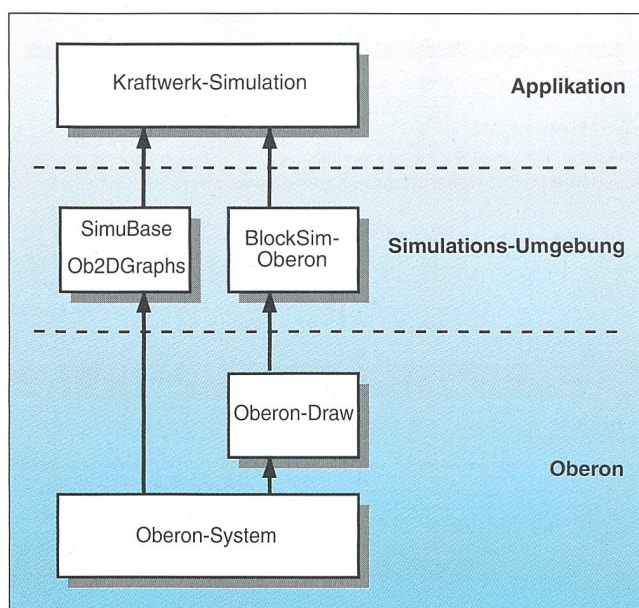 Kraftwerk-Simulation
Applikation
SimuBase
Ob2DGraphs
BlockSim-
Oberon
Simulations-Umgebung
Oberon-Draw
Oberon
Oberon-System